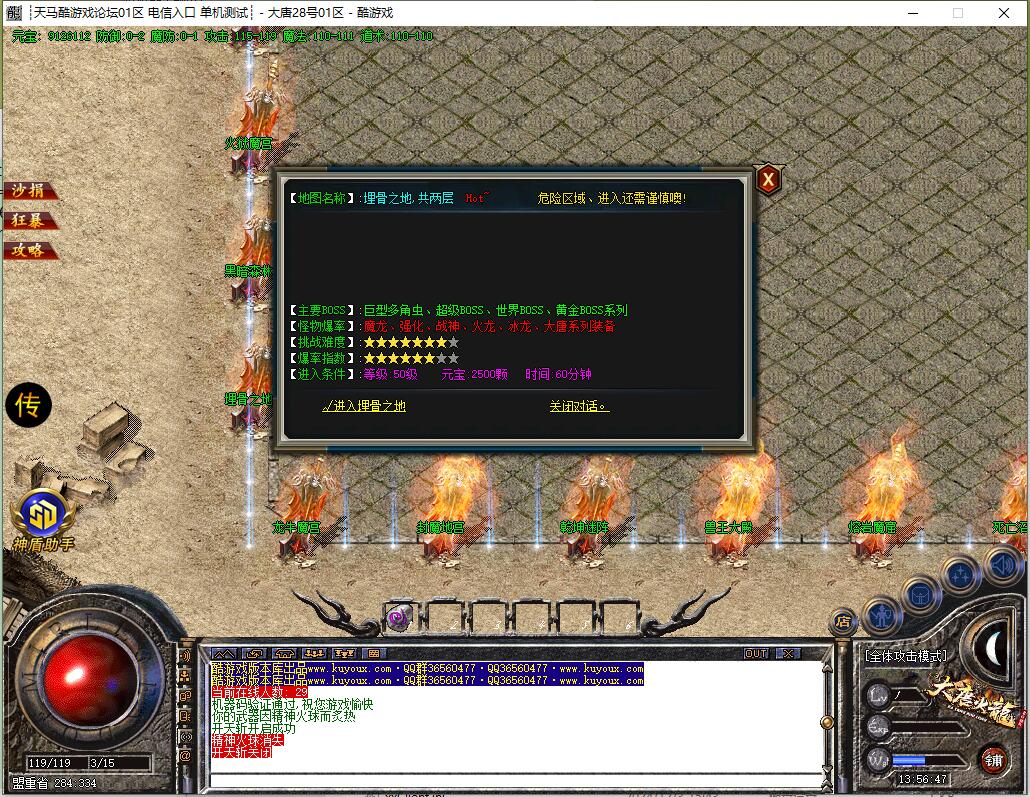 天马酷游戏论坛01区 电信入口 单机测试 - 大唐28号01区 - 酷游戏
元宝: 9126112 防御:0-2 魔防:0-1 攻击:115-119 魔法:110-111 道术:110-110
火龙魔宫
沙捐
狂暴
攻略
黑暗森林
埋骨之地
传
神盾助手
X
【地图名称】:埋骨之地,共两层 Hot~ 危险区域、进入还需谨慎噢!
【主要BOSS】:巨型多角虫、超级BOSS、世界BOSS、黄金BOSS系列
【怪物爆率】:魔龙、强化、战神、火龙、冰龙、大唐系列装备
【挑战难度】:★★★★★★★★
【爆率指数】:★★★★★★★★
【进入条件】:等级:50级 元宝:2500颗 时间:60分钟
√进入埋骨之地 关闭对话。
龙牛魔宫 封魔地宫 兽王大巢 熔岩魔窟
店
OUT
酷游戏版本库出品www.kuyoux.com·QQ群36560477·www.kuyoux.com
酷游戏版本库出品www.kuyoux.com·QQ群36560477·www.kuyoux.com
当前在线人数: 29
机器码验证通过,祝您游戏愉快
你的武器因精神火球而炙热
开天斩开启成功
精神火球消失
开天斩关闭
[全体攻击模式]
Lv
大唐火龙
Exp
119/119 3/15
铺
盟重省 284:334
13:56:47